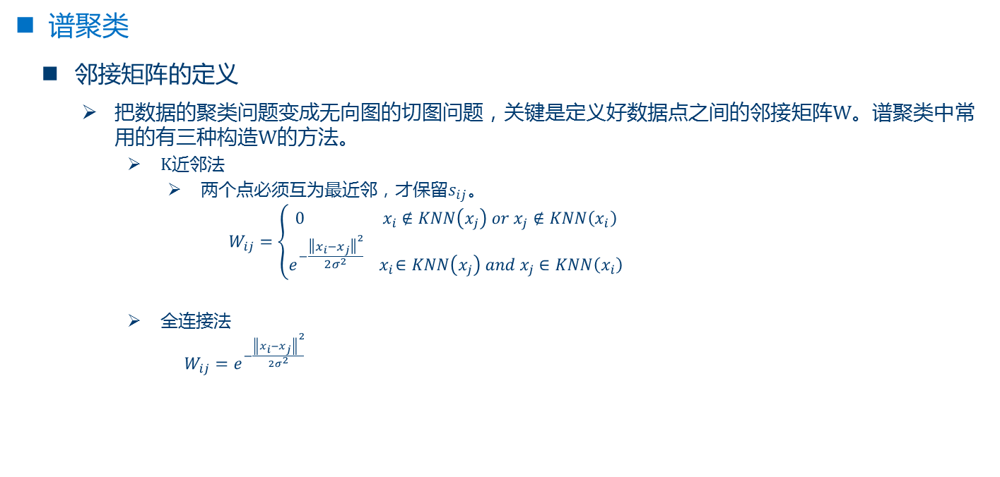 谱聚类
邻接矩阵的定义
把数据的聚类问题变成无向图的切图问题，关键是定义好数据点之间的邻接矩阵W。谱聚类中常
用的有三种构造W的方法。
K近邻法
两个点必须互为最近邻，才保留$s_{ij}$。
$W_{ij} = \begin{cases} 0 & x_i \notin KNN(x_j) \ or \ x_j \notin KNN(x_i) \\ e^{-\frac{\|x_i-x_j\|^2}{2\sigma^2}} & x_i \in KNN(x_j) \ and \ x_j \in KNN(x_i) \end{cases}$
全连接法
$W_{ij} = e^{-\frac{\|x_i-x_j\|^2}{2\sigma^2}}$